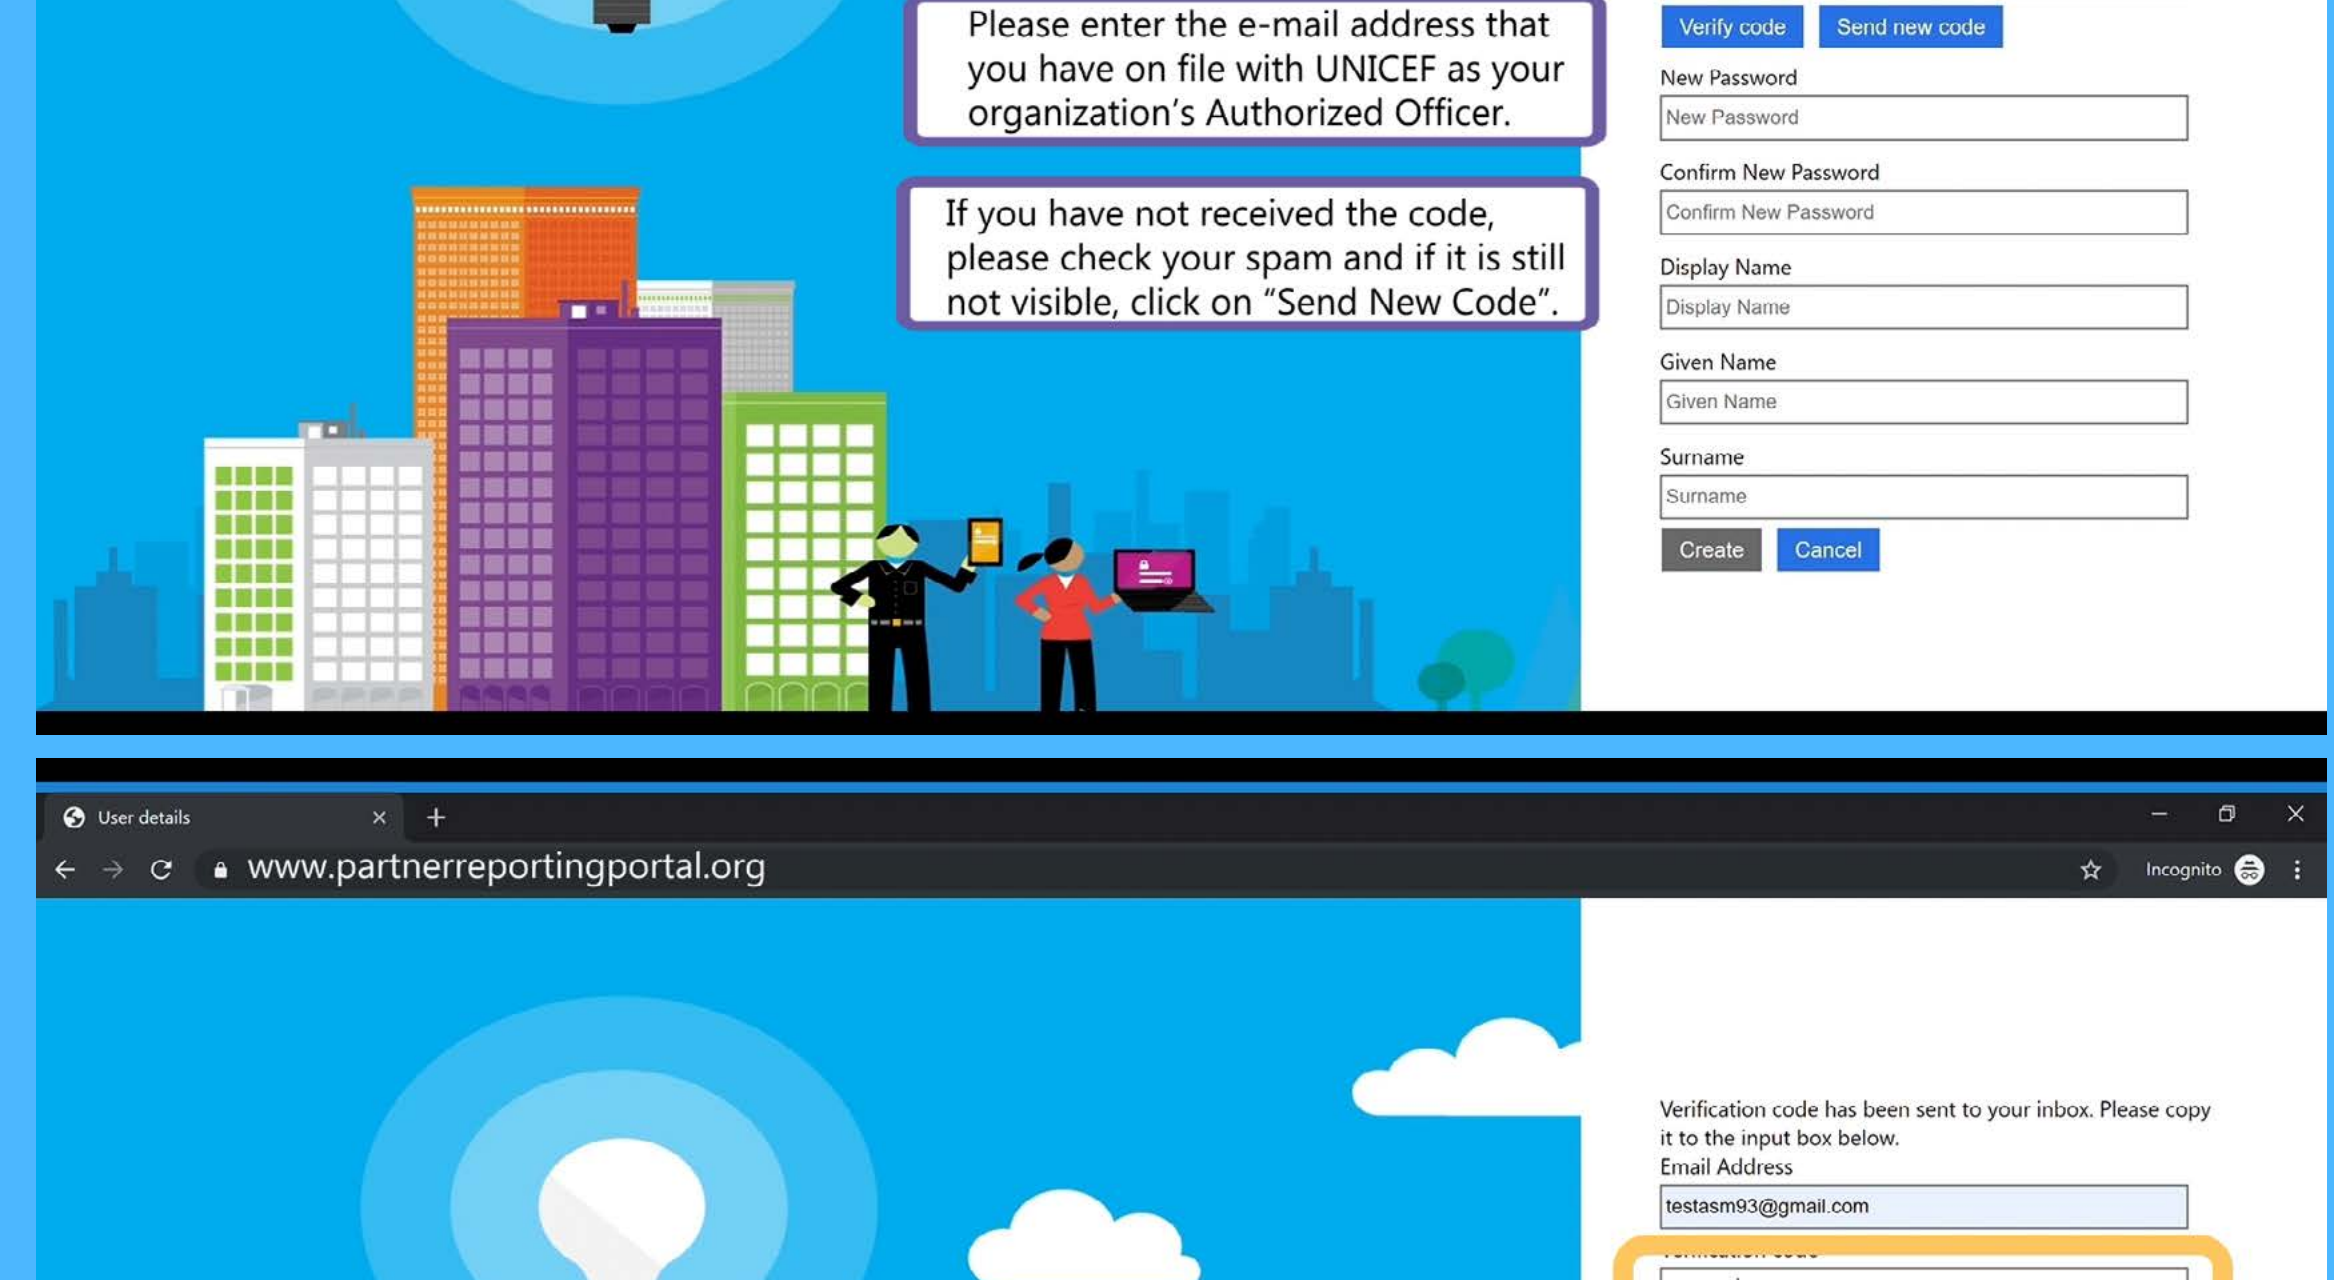 Please enter the e-mail address that
you have on file with UNICEF as your
organization's Authorized Officer.
If you have not received the code,
please check your spam and if it is still
not visible, click on “Send New Code”.
Verify code
Send new code
New Password
New Password
Confirm New Password
Confirm New Password
Display Name
Display Name
Given Name
Given Name
Surname
Surname
Create
Cancel
User details
www.partnerreportingportal.org
Incognito
Verification code has been sent to your inbox. Please copy
it to the input box below.
Email Address
testasm93@gmail.com